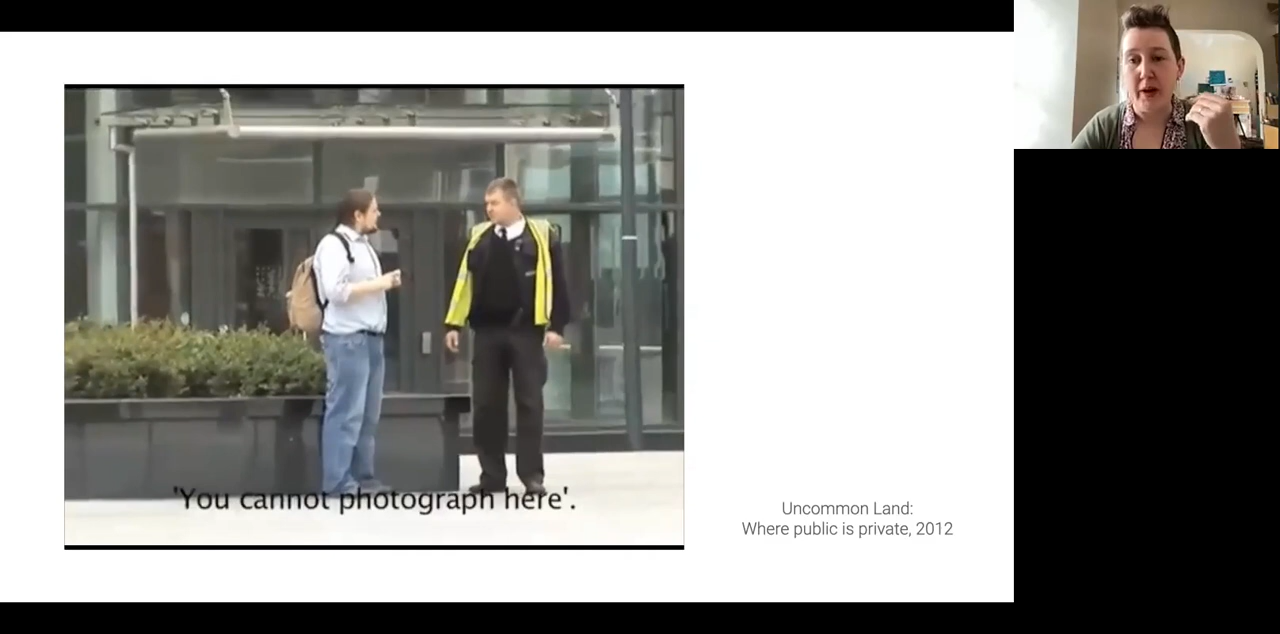 'You cannot photograph here'.
Uncommon Land:
Where public is private, 2012